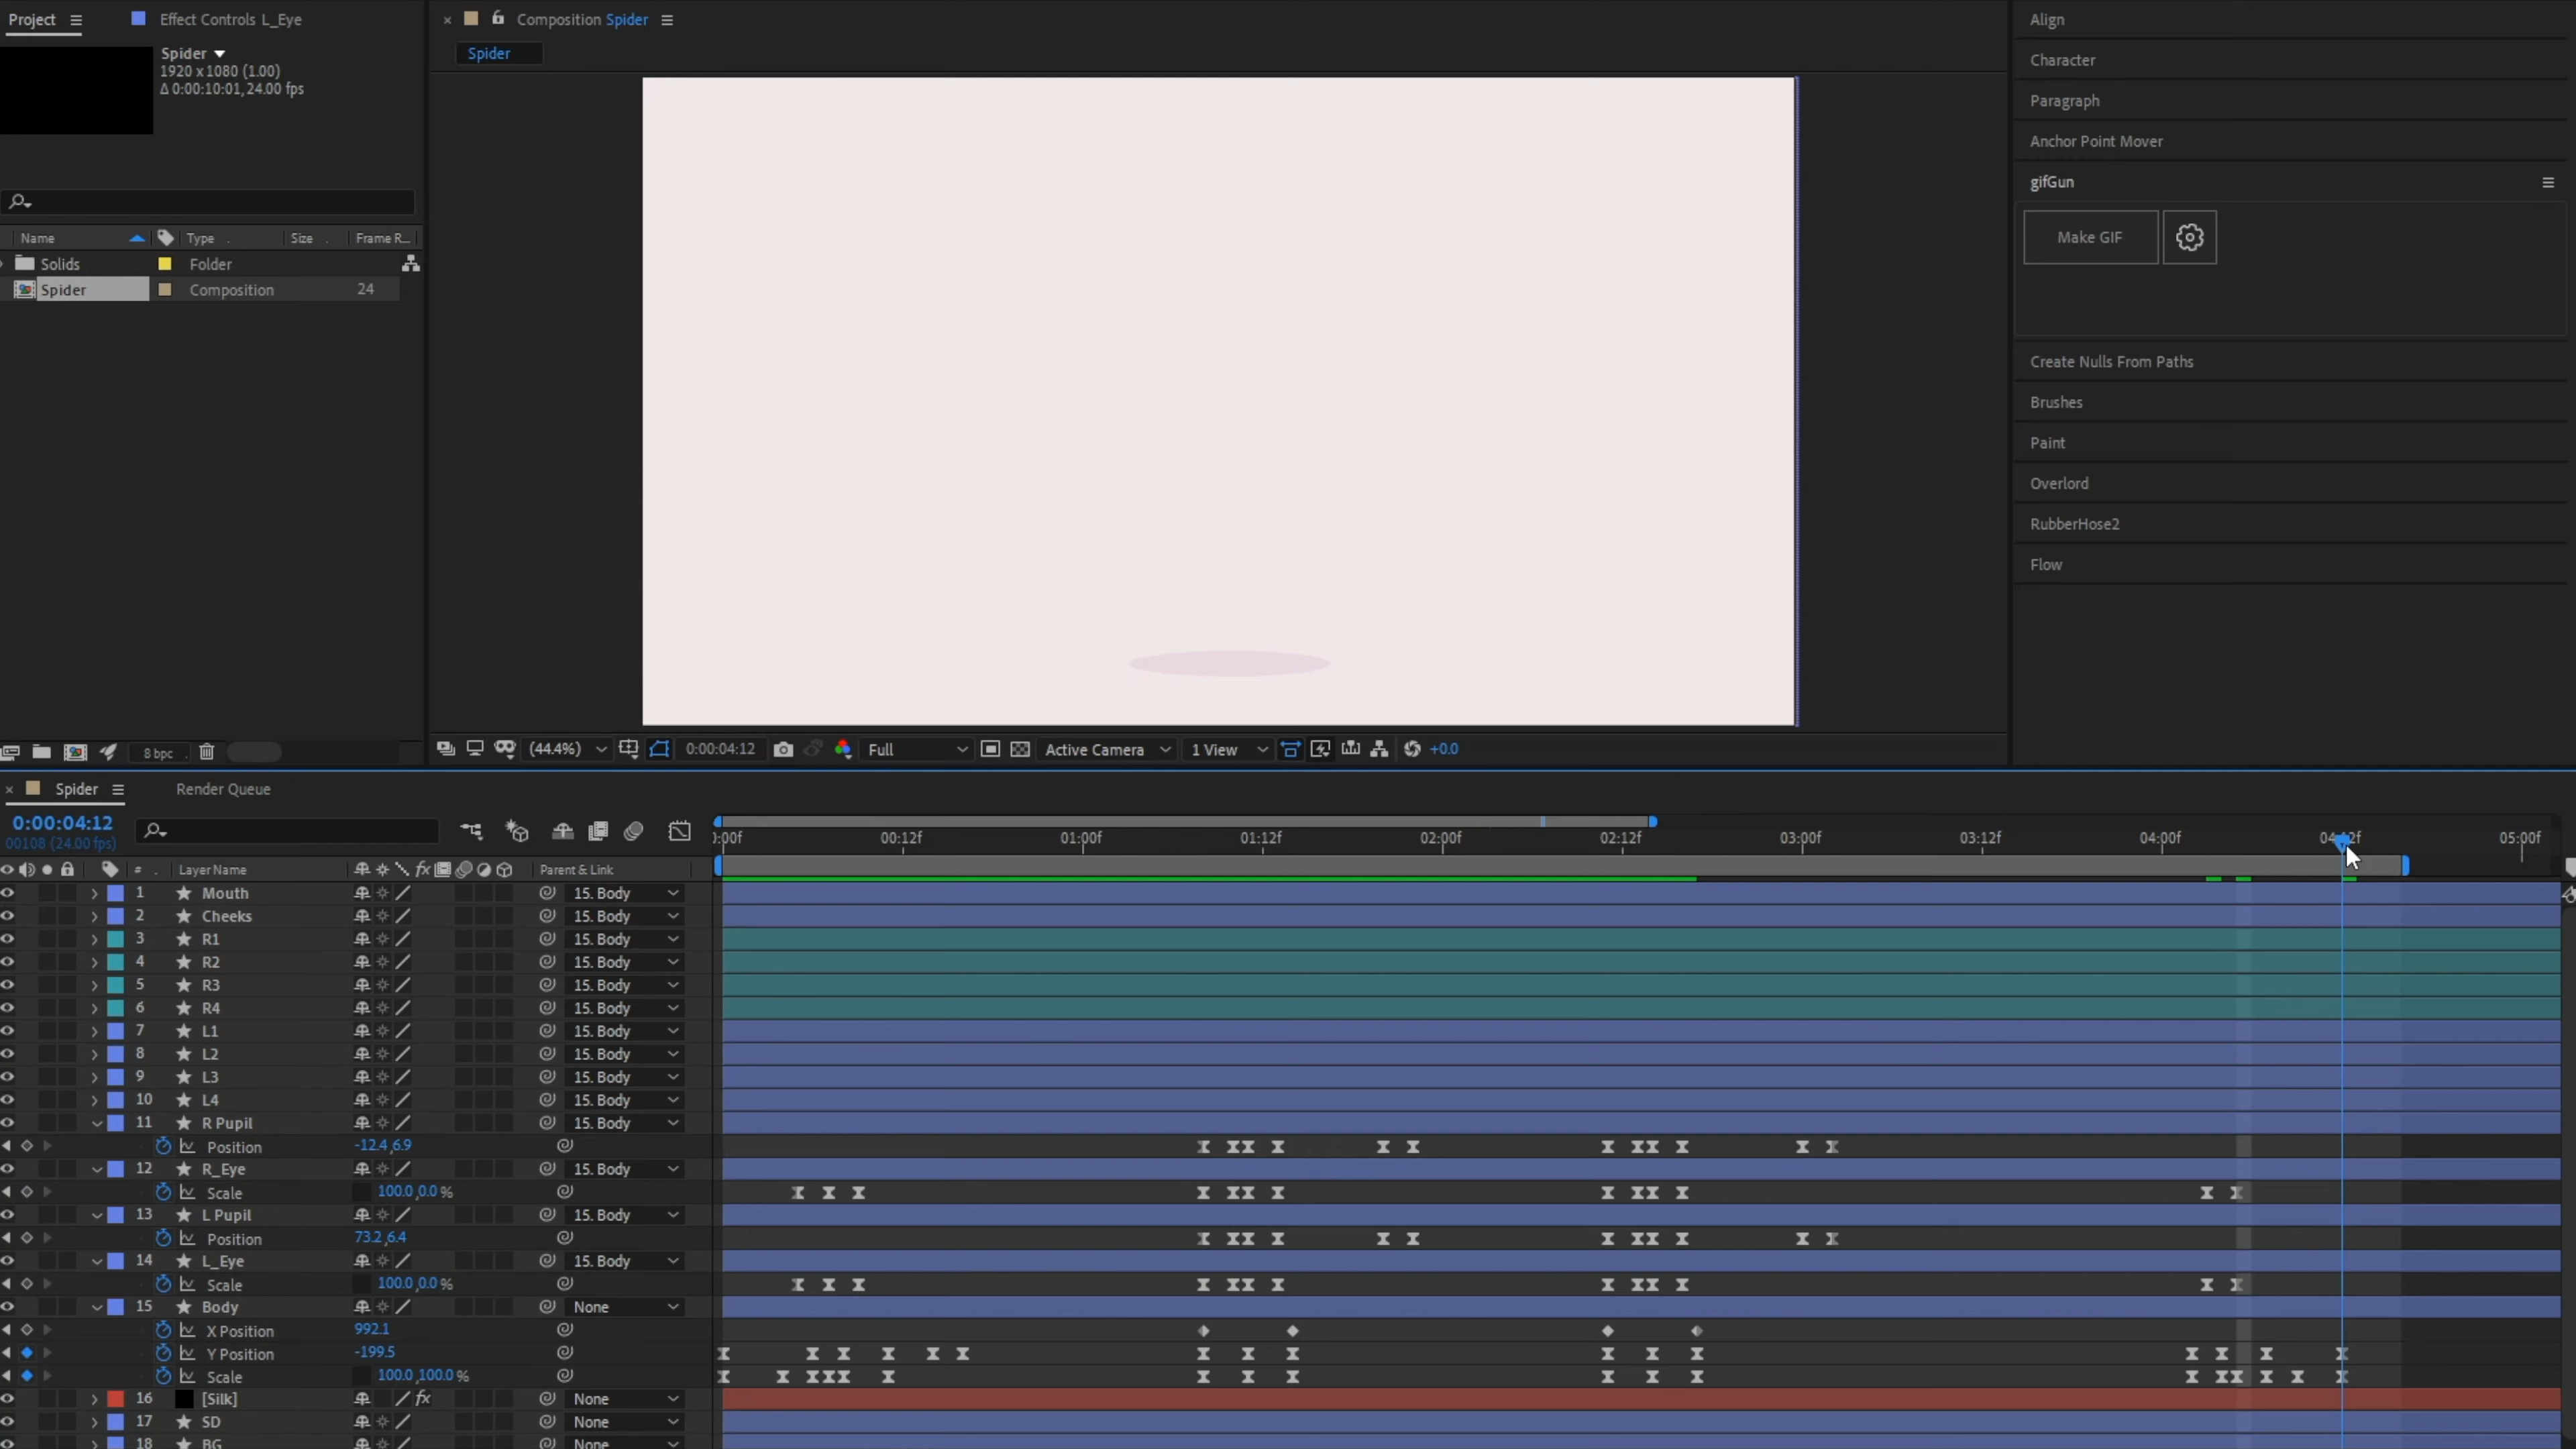 Project
Effect Controls L_Eye
Spider
1920 x 1080 (1.00)
Δ 0:00:10:01, 24.00 fps
Name Type Size Frame R...
Solids Folder
Spider Composition 24
8 bpc
Composition Spider
Spider
(44.4%) 0:00:04:12 Full Active Camera 1 View +0.0
Align
Character
Paragraph
Anchor Point Mover
gifGun
Make GIF
Create Nulls From Paths
Brushes
Paint
Overlord
RubberHose2
Flow
Spider Render Queue
0:00:04:12
00108 (24.00 fps)
:00f 00:12f 01:00f 01:12f 02:00f 02:12f 03:00f 03:12f 04:00f 04:12f 05:00f
# Layer Name fx Parent & Link
1 Mouth 15. Body
2 Cheeks 15. Body
3 R1 15. Body
4 R2 15. Body
5 R3 15. Body
6 R4 15. Body
7 L1 15. Body
8 L2 15. Body
9 L3 15. Body
10 L4 15. Body
11 R Pupil 15. Body
Position -12.4,6.9
12 R_Eye 15. Body
Scale 100.0,0.0 %
13 L Pupil 15. Body
Position 73.2,6.4
14 L_Eye 15. Body
Scale 100.0,0.0 %
15 Body None
X Position 992.1
Y Position -199.5
Scale 100.0,100.0 %
16 [Silk] fx None
17 SD None
18 BG None